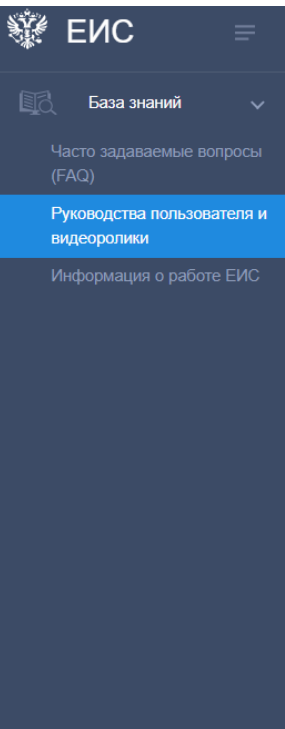 ЕИС
База знаний
Часто задаваемые вопросы
(FAQ)
Руководства пользователя и
видеоролики
Информация о работе ЕИС